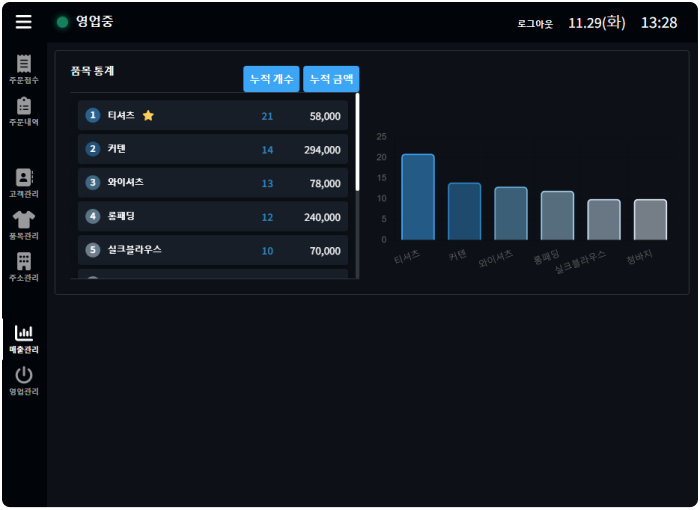 영업중
로그아웃 11.29(화) 13:28
주문접수
주문내역
고객관리
품목관리
주소관리
매출관리
영업관리
품목 통계
누적 개수 누적 금액
1 티셔츠 21 58,000
2 커텐 14 294,000
3 와이셔츠 13 78,000
4 롱패딩 12 240,000
5 실크블라우스 10 70,000
25
20
15
10
5
0
티셔츠 커텐 와이셔츠 롱패딩 실크블라우스 청바지